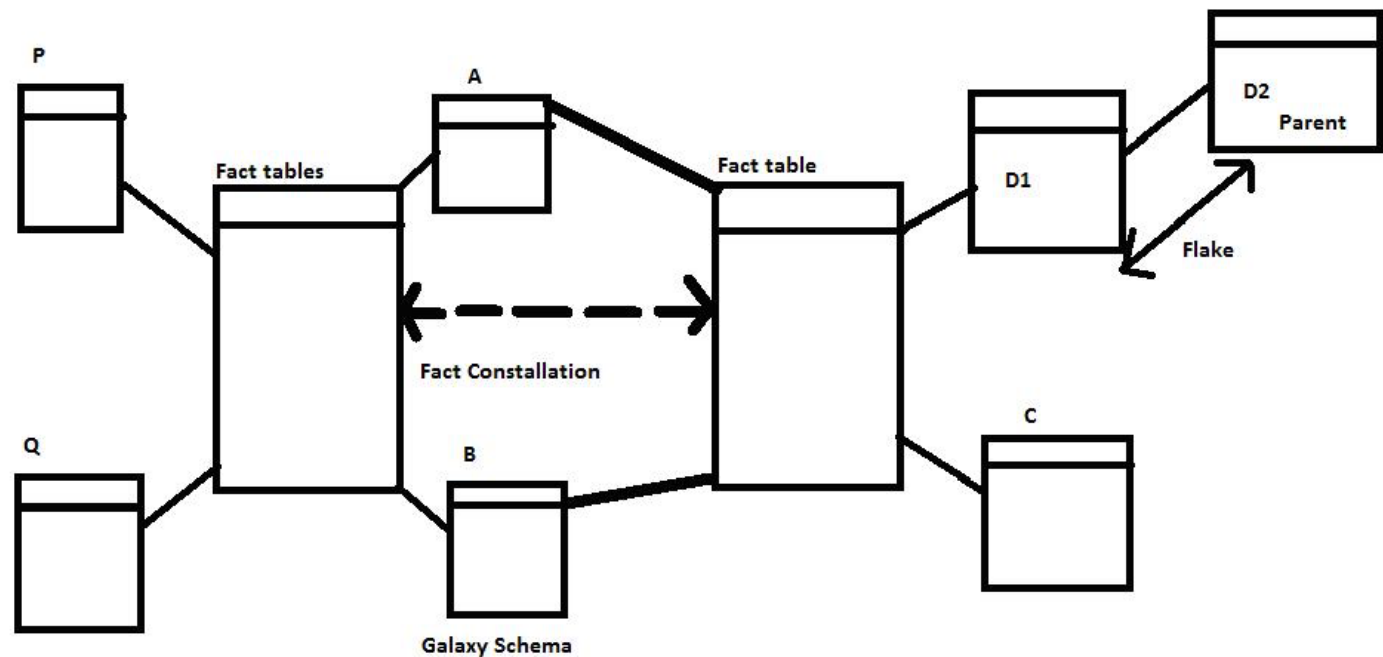 P
A
D2
Parent
Fact tables
Fact table
D1
Flake
Fact Constallation
Q
B
C
Galaxy Schema